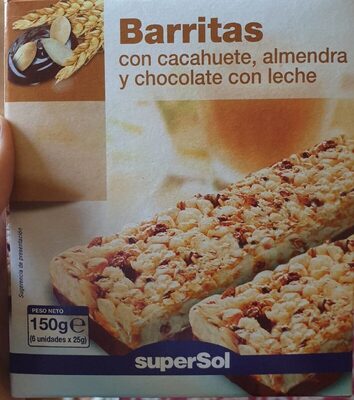 Barritas
con cacahuete, almendra
y chocolate con leche
Sugerencia de presentación
PESO NETO
150g e
(6 unidades x 25g)
superSol